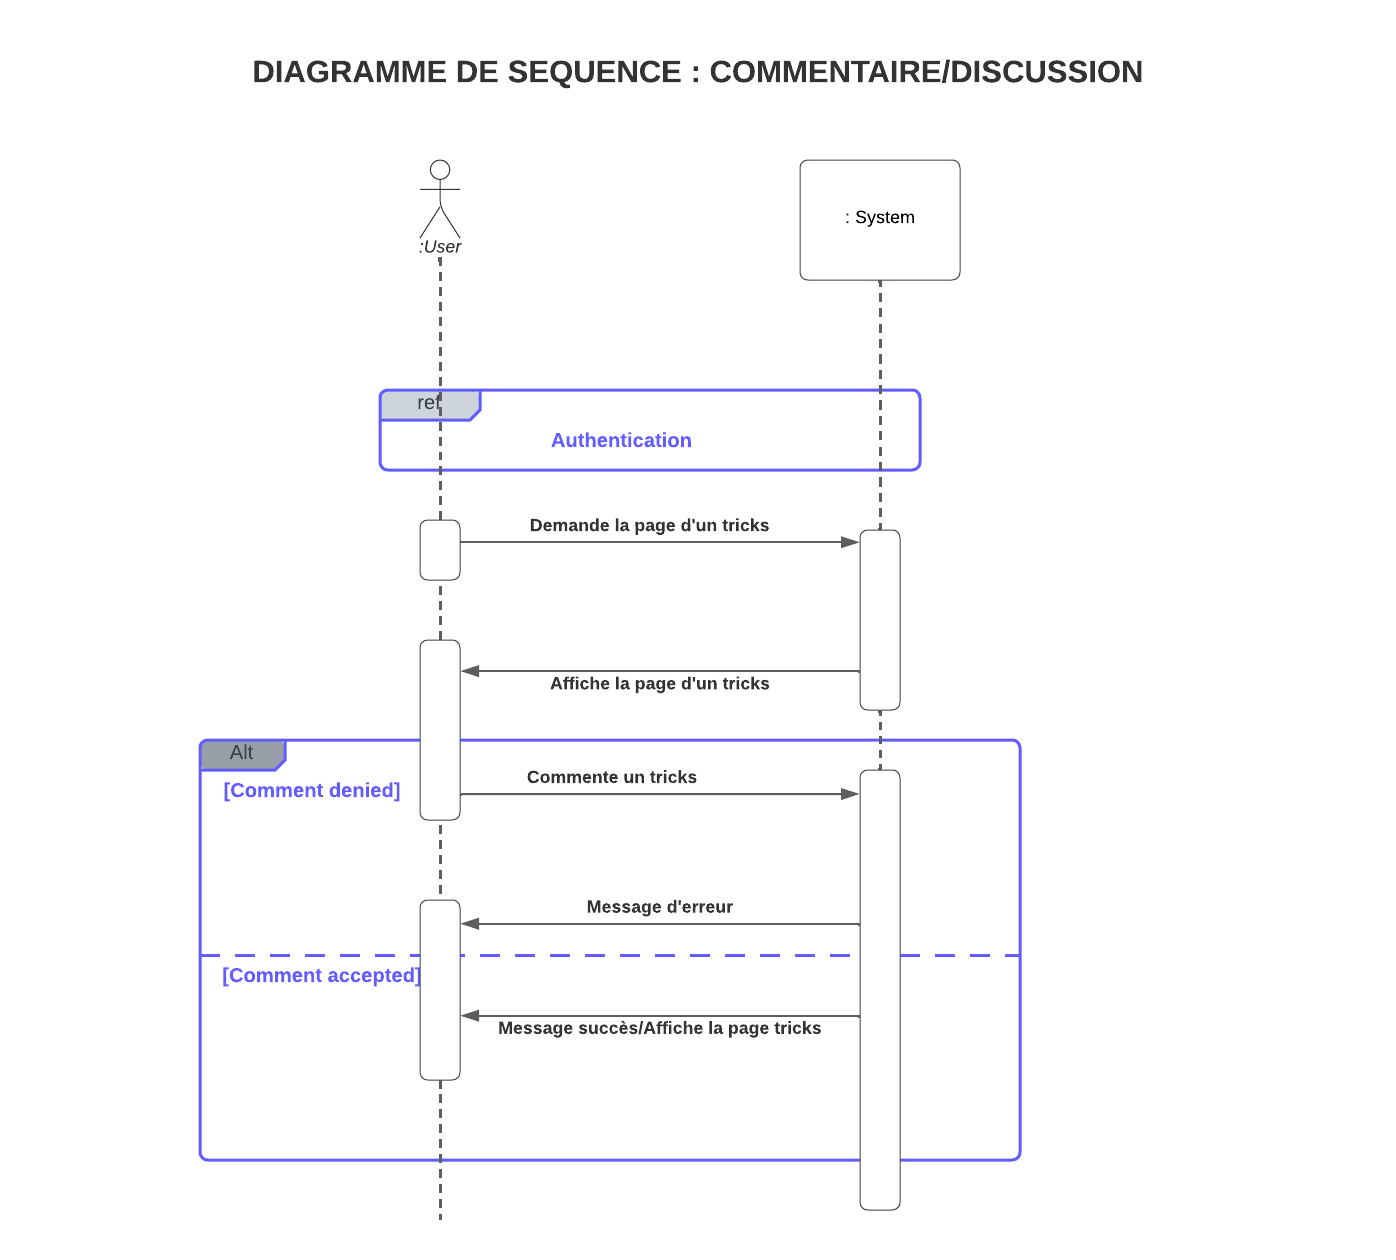 DIAGRAMME DE SEQUENCE : COMMENTAIRE/DISCUSSION
:User
: System
ref
Authentication
Demande la page d'un tricks
Affiche la page d'un tricks
Alt
Commente un tricks
[Comment denied]
Message d'erreur
[Comment accepted]
Message succès/Affiche la page tricks